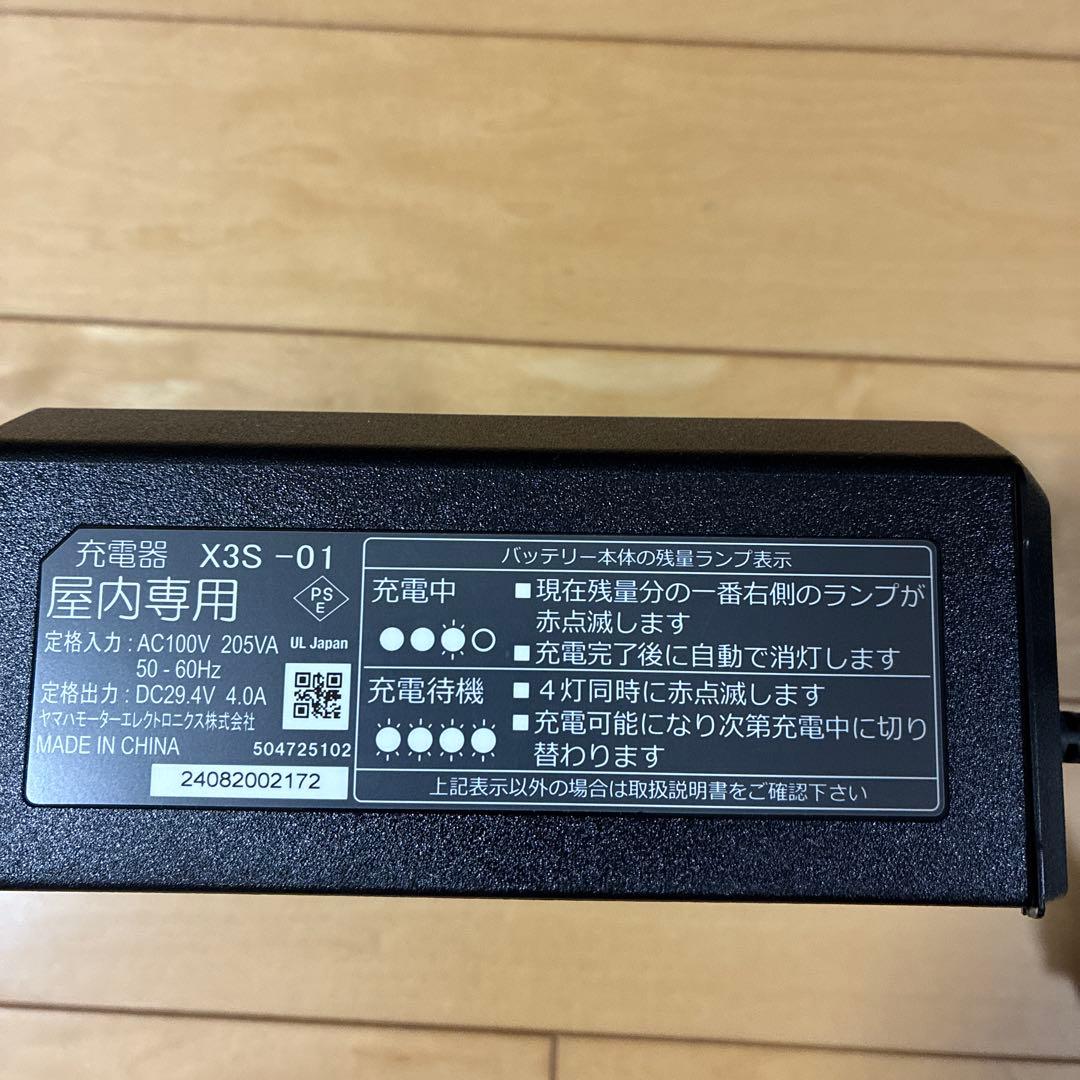 充電器 X3S -01
屋内専用
PS
E
定格入力：AC100V 205VA
UL Japan
50 - 60Hz
定格出力：DC29.4V 4.0A
ヤマハモーターエレクトロニクス株式会社
MADE IN CHINA
504725102
24082002172
バッテリー本体の残量ランプ表示
充電中
■現在残量分の一番右側のランプが
赤点滅します
■充電完了後に自動で消灯します
充電待機
■４灯同時に赤点滅します
■充電可能になり次第充電中に切り
替わります
上記表示以外の場合は取扱説明書をご確認下さい